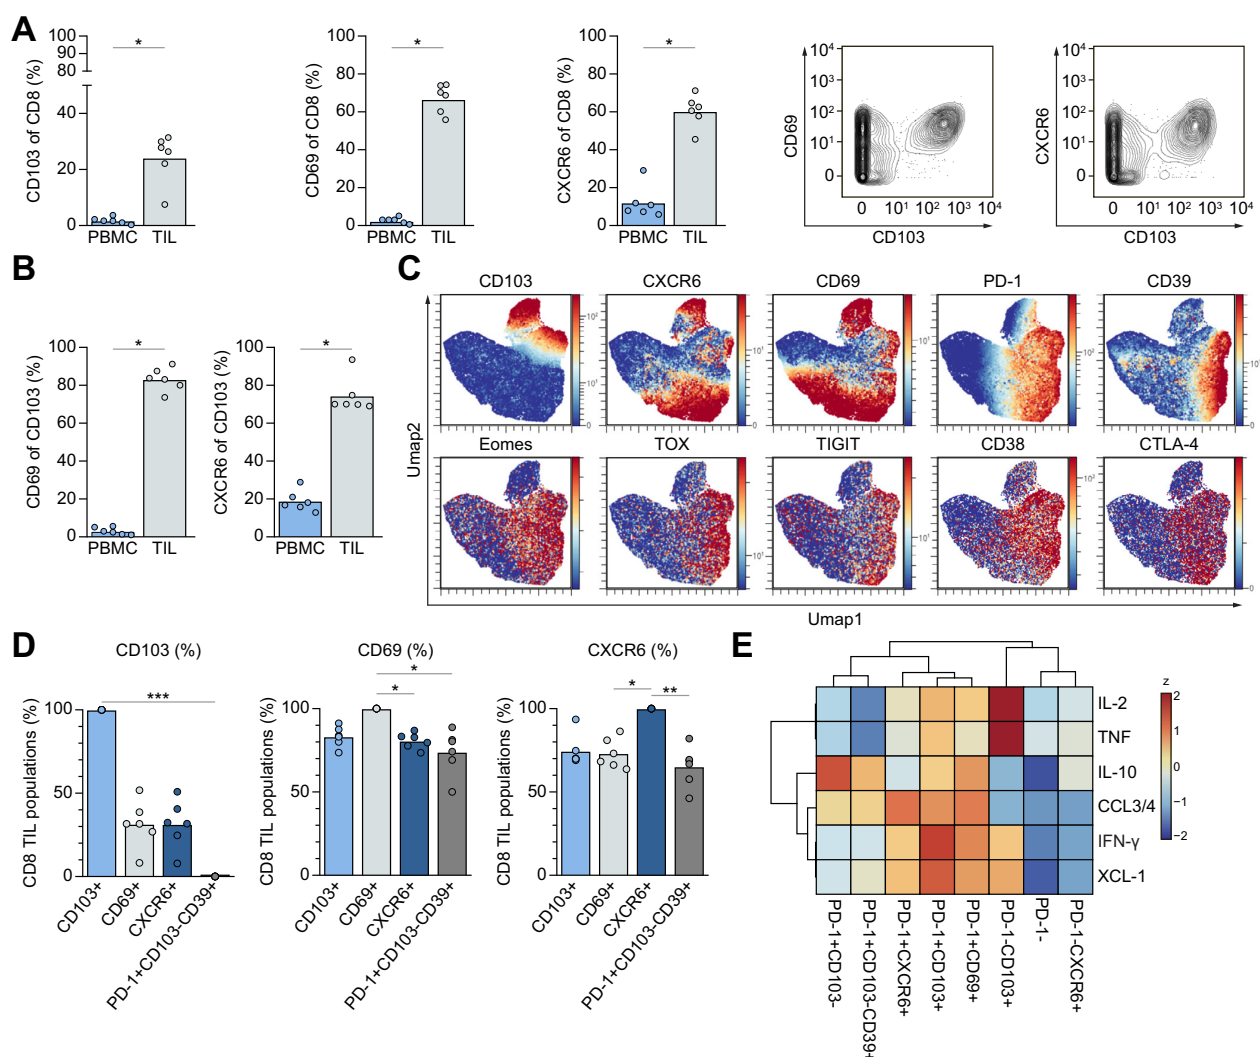 A
CD103 of CD8 (%)
100
90
80
40
20
0
*
PBMC TIL
CD69 of CD8 (%)
100
80
60
40
20
0
*
PBMC TIL
CXCR6 of CD8 (%)
100
80
60
40
20
0
*
PBMC TIL
CD69
10⁴
10³
10²
10¹
0
0 10¹ 10² 10³ 10⁴
CD103
CXCR6
10⁴
10³
10²
10¹
0
0 10¹ 10² 10³ 10⁴
CD103
B
CD69 of CD103 (%)
100
80
60
40
20
0
*
PBMC TIL
CXCR6 of CD103 (%)
100
80
60
40
20
0
*
PBMC TIL
C
CD103 CXCR6 CD69 PD-1 CD39
Eomes TOX TIGIT CD38 CTLA-4
Umap2
Umap1
D
CD103 (%)
CD8 TIL populations (%)
100
50
0
***
CD103+
CD69+
CXCR6+
PD-1+CD103-CD39+
CD69 (%)
CD8 TIL populations (%)
100
50
0
*
*
CD103+
CD69+
CXCR6+
PD-1+CD103-CD39+
CXCR6 (%)
CD8 TIL populations (%)
100
50
0
* **
CD103+
CD69+
CXCR6+
PD-1+CD103-CD39+
E
IL-2
TNF
IL-10
CCL3/4
IFN-γ
XCL-1
z
2
1
0
−1
−2
PD-1+CD103-
PD-1+CD103-CD39+
PD-1+CXCR6+
PD-1+CD103+
PD-1+CD69+
PD-1-CD103+
PD-1-
PD-1-CXCR6+